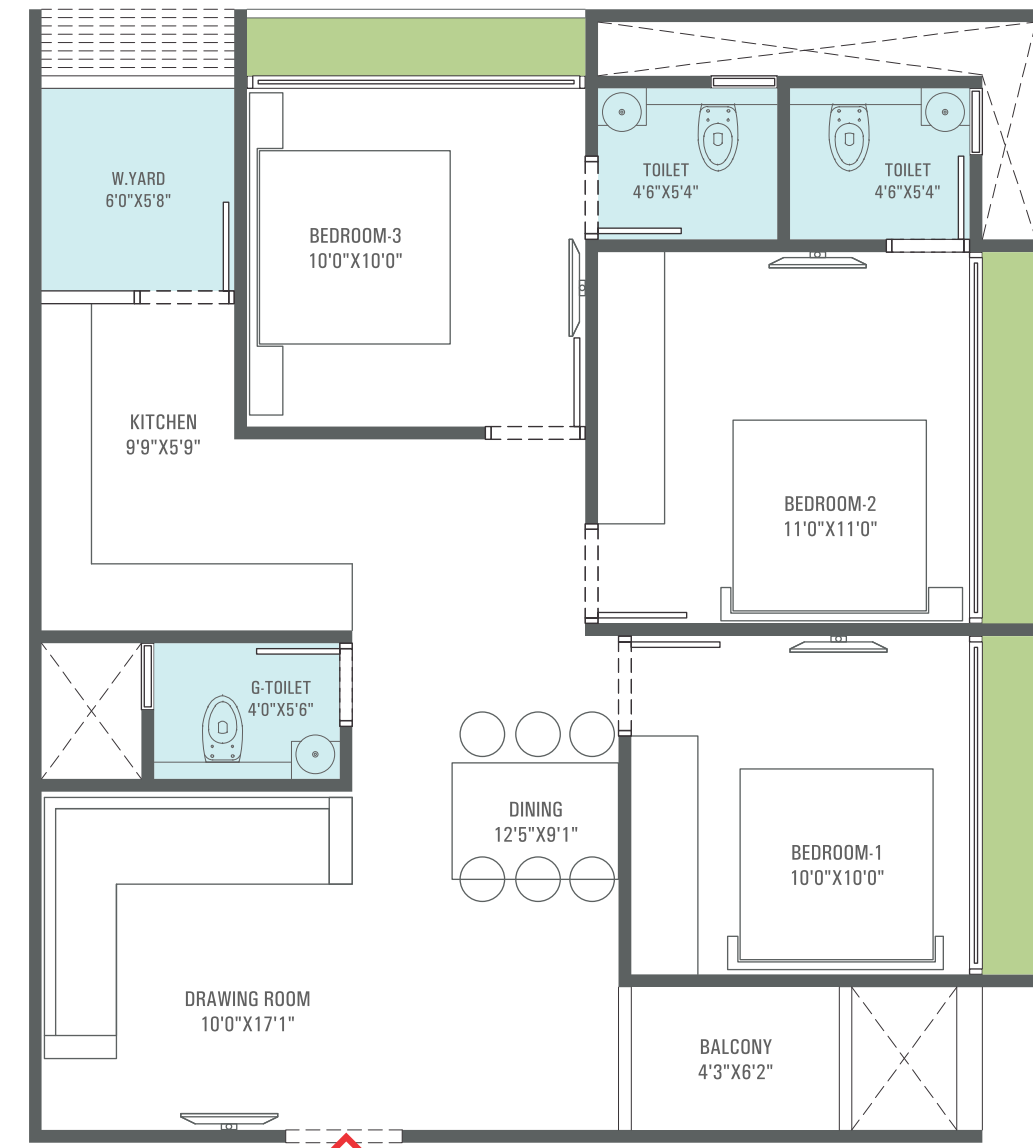 W.YARD
6'0"X5'8"
TOILET
4'6"X5'4"
TOILET
4'6"X5'4"
BEDROOM-3
10'0"X10'0"
KITCHEN
9'9"X5'9"
BEDROOM-2
11'0"X11'0"
G-TOILET
4'0"X5'6"
DINING
12'5"X9'1"
BEDROOM-1
10'0"X10'0"
DRAWING ROOM
10'0"X17'1"
BALCONY
4'3"X6'2"